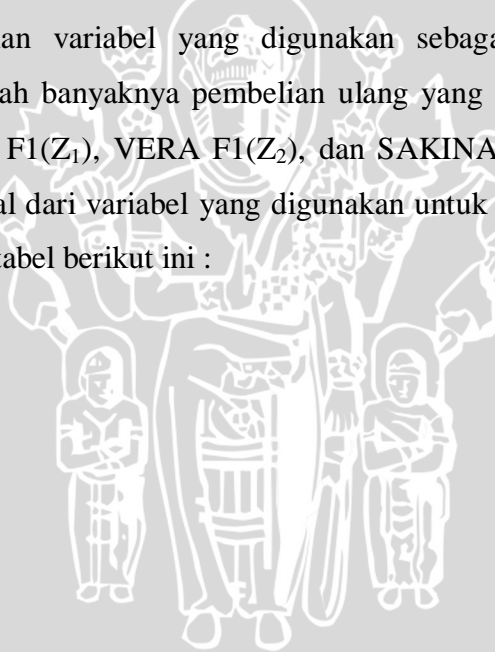 an variabel yang digunakan sebaga
ah banyaknya pembelian ulang yang
F1(Z₁), VERA F1(Z₂), dan SAKINA
al dari variabel yang digunakan untuk
tabel berikut ini :